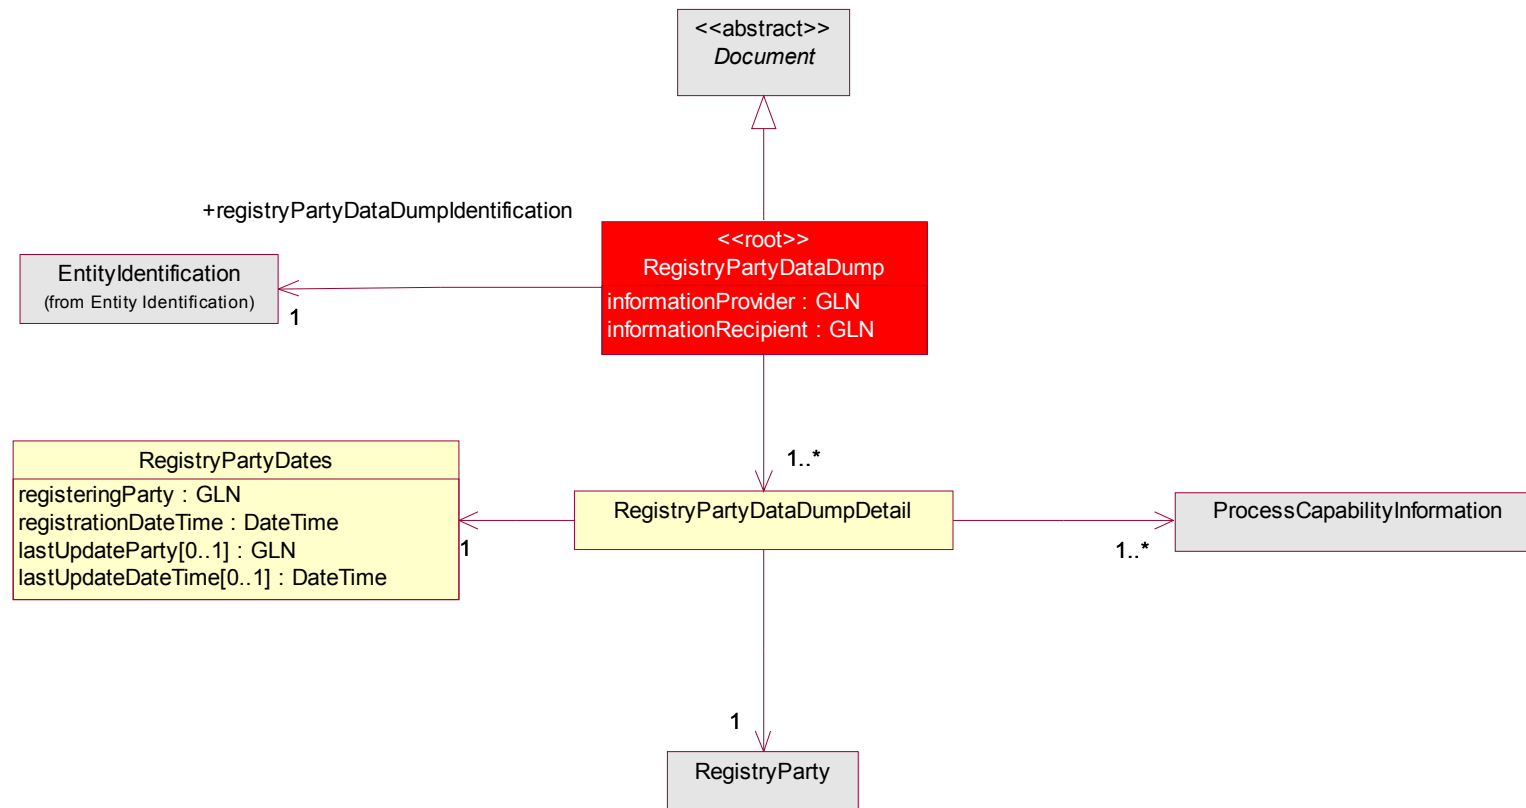 <<abstract>>
Document
+registryPartyDataDumpIdentification
<<root>>
RegistryPartyDataDump
informationProvider : GLN
informationRecipient : GLN
EntityIdentification
(from Entity Identification)
1
1..*
RegistryPartyDates
registeringParty : GLN
registrationDateTime : DateTime
lastUpdateParty[0..1] : GLN
lastUpdateDateTime[0..1] : DateTime
1
RegistryPartyDataDumpDetail
ProcessCapabilityInformation
1..*
1
RegistryParty